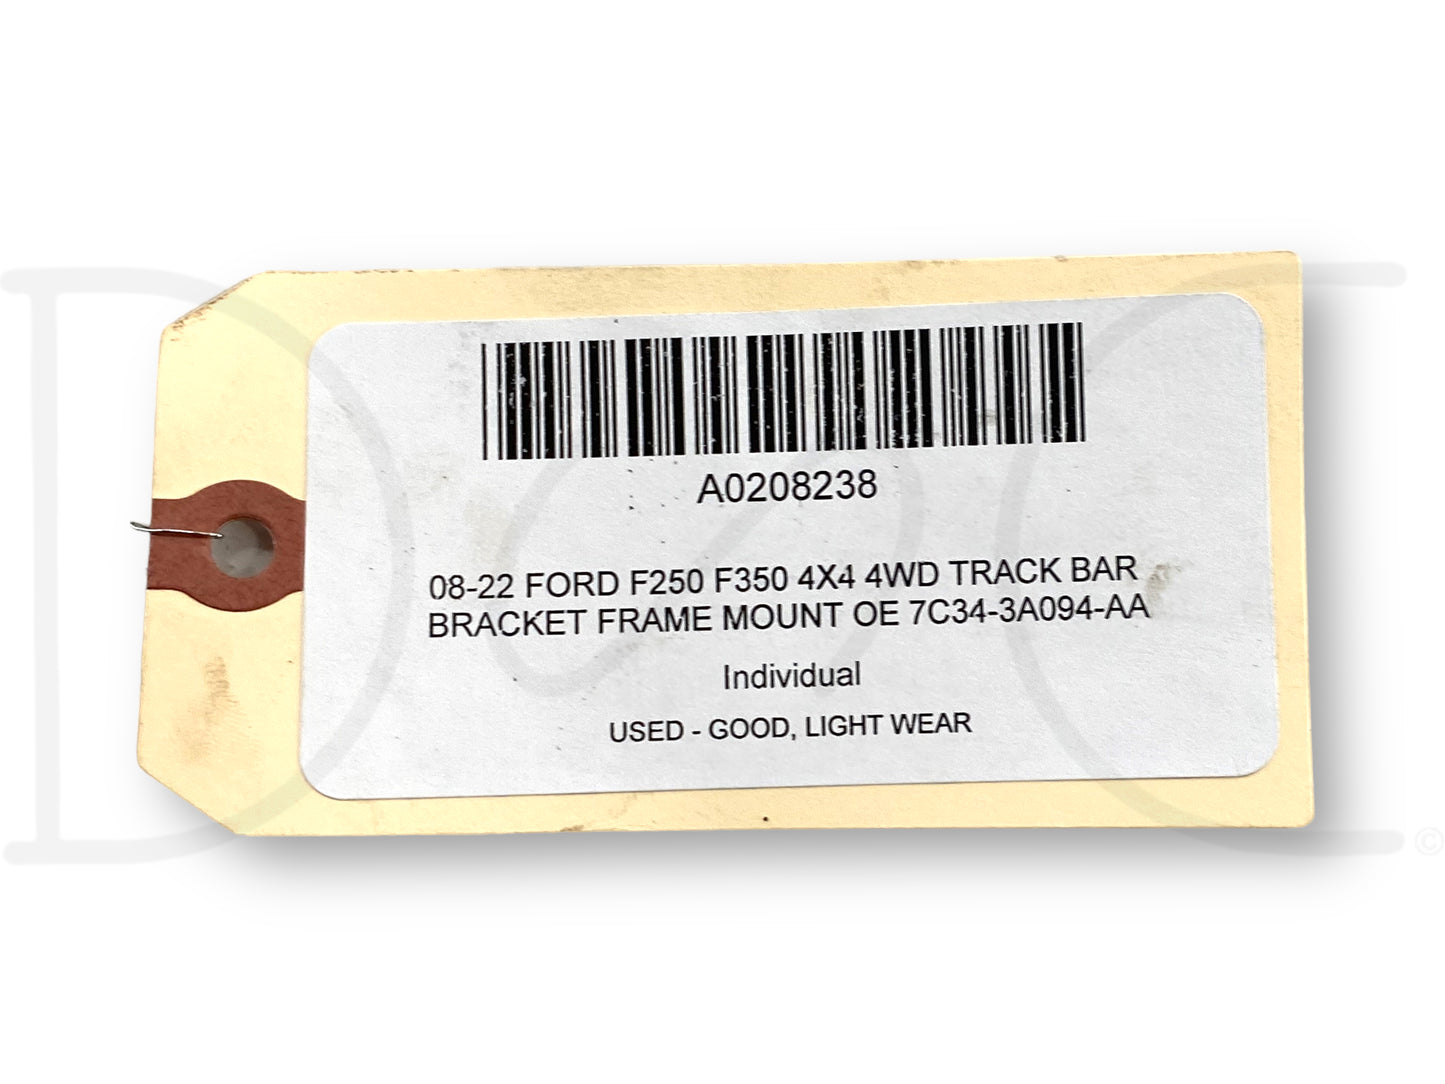 A0208238
08-22 FORD F250 F350 4X4 4WD TRACK BAR
BRACKET FRAME MOUNT OE 7C34-3A094-AA
Individual
USED - GOOD, LIGHT WEAR
©